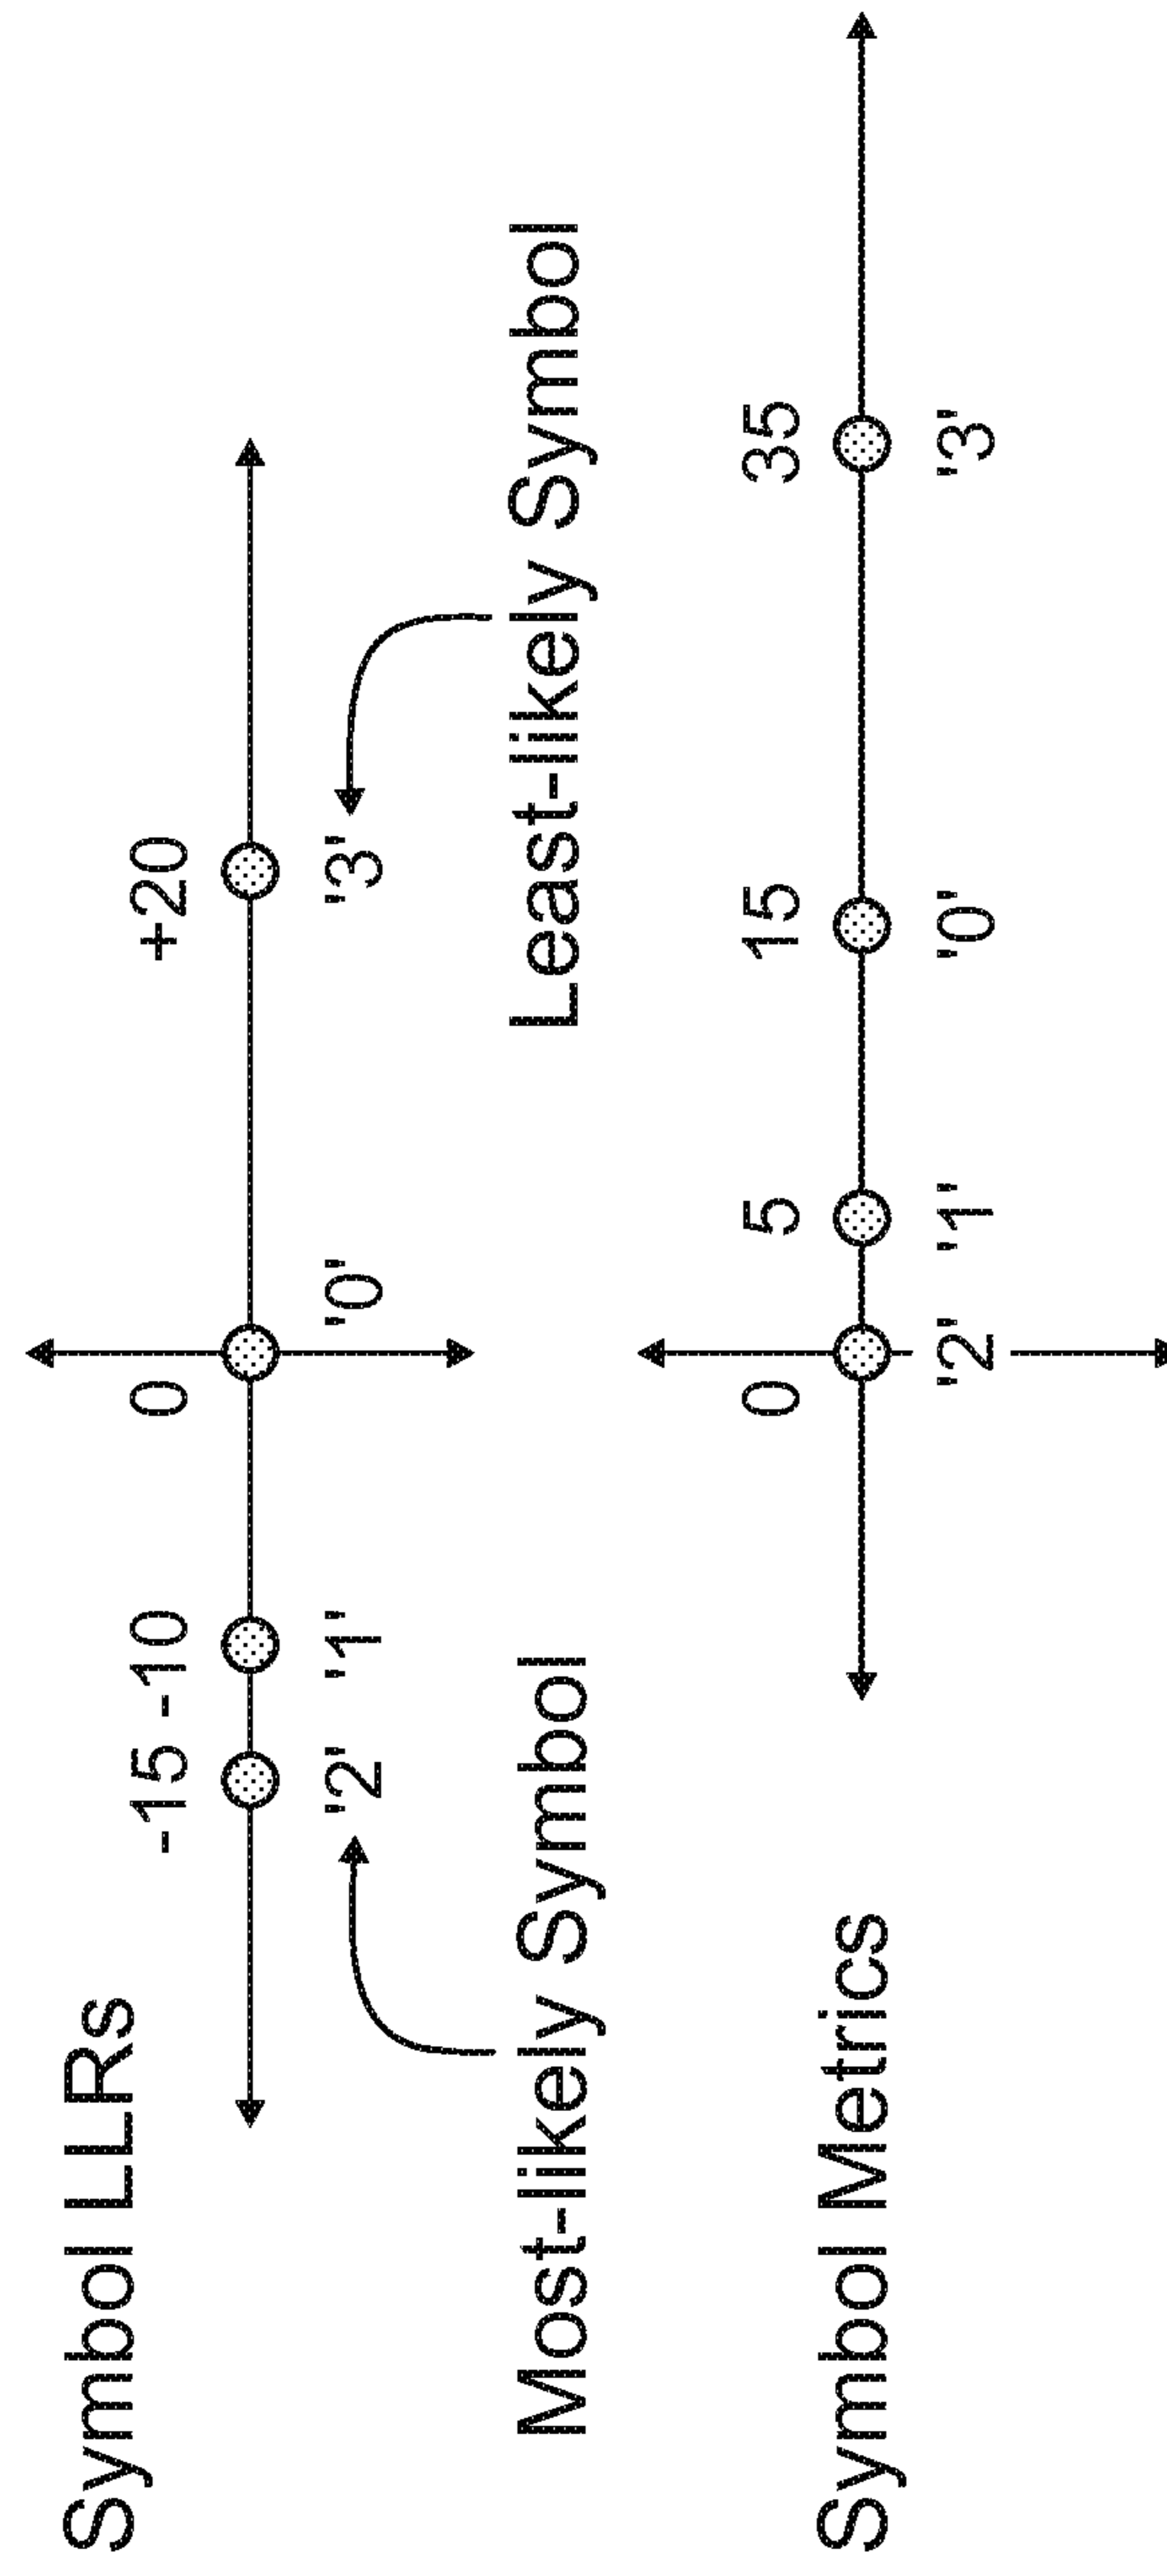 Symbol LLRs
-15 -10 0 +20
'2' '1' '0' '3'
Most-likely Symbol Least-likely Symbol
Symbol Metrics
0 5 15 35
'2' '1' '0' '3'